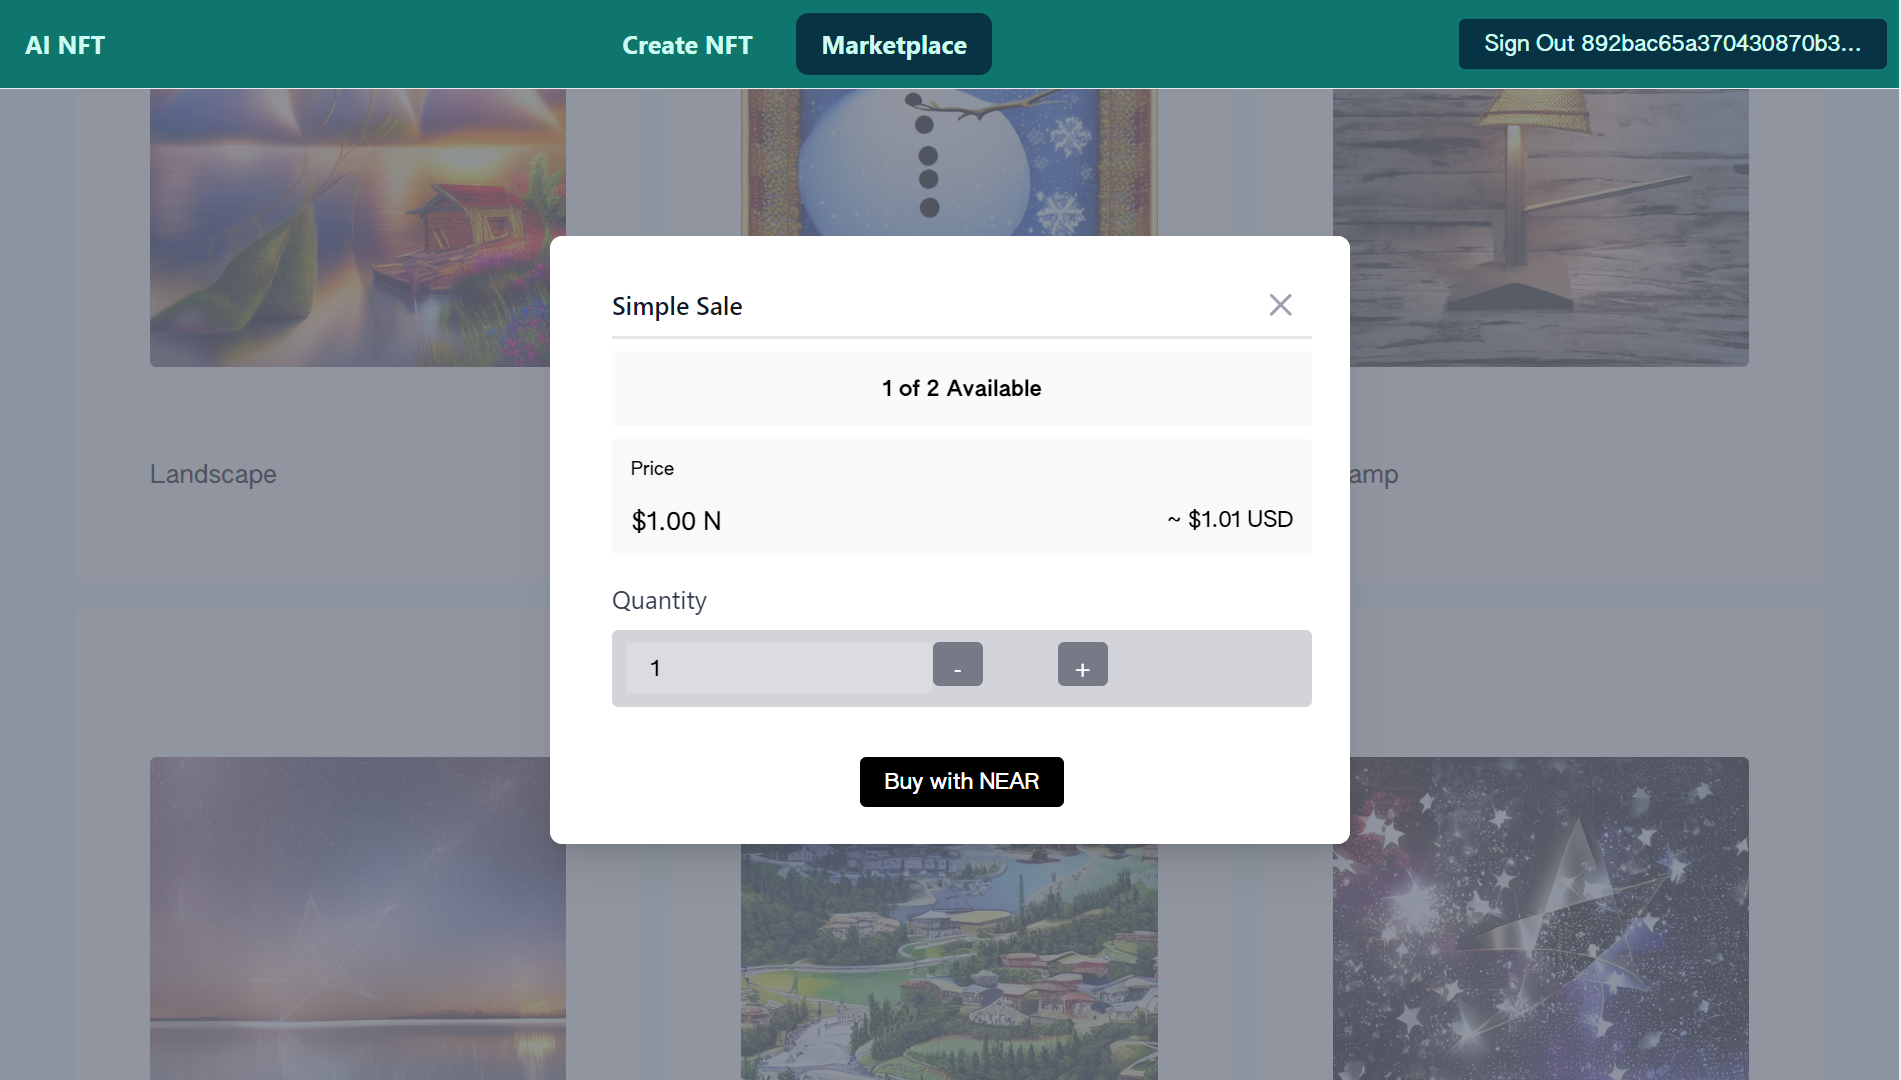 AI NFT
Create NFT
Marketplace
Sign Out 892bac65a370430870b3...
Simple Sale
1 of 2 Available
Price
$1.00 N
~ $1.01 USD
Quantity
1
-
+
Buy with NEAR
Landscape
amp